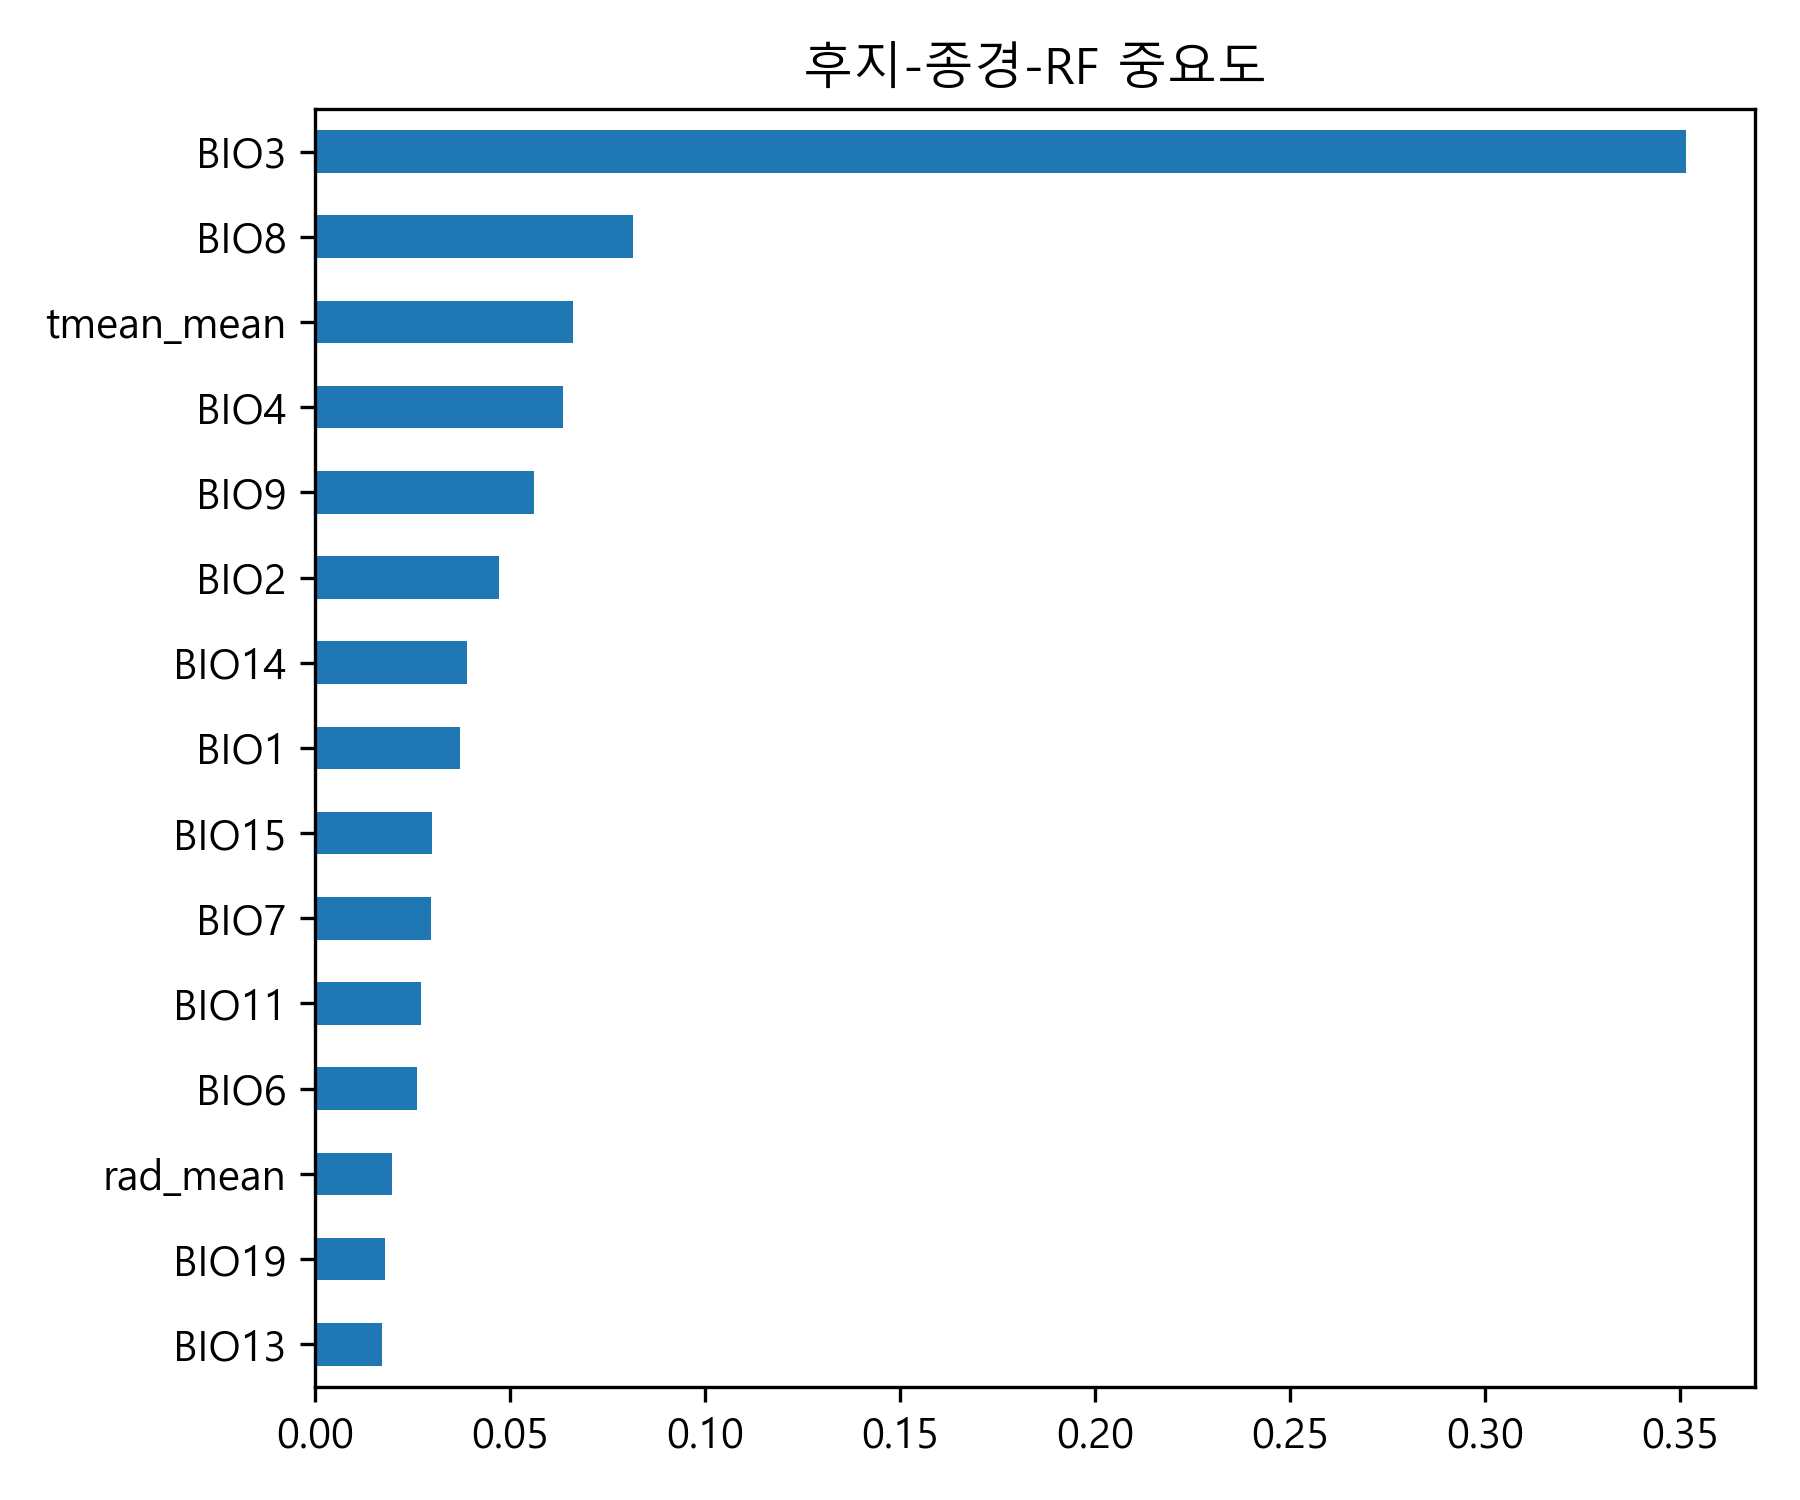 후지-종경-RF 중요도
BIO3
BIO8
tmean_mean
BIO4
BIO9
BIO2
BIO14
BIO1
BIO15
BIO7
BIO11
BIO6
rad_mean
BIO19
BIO13
0.00 0.05 0.10 0.15 0.20 0.25 0.30 0.35